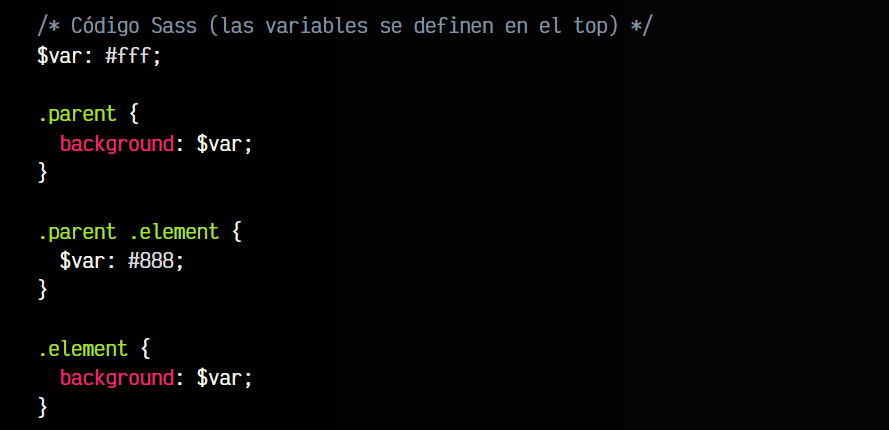 /* Código Sass (las variables se definen en el top) */
$var: #fff;

.parent {
  background: $var;
}

.parent .element {
  $var: #888;
}

.element {
  background: $var;
}